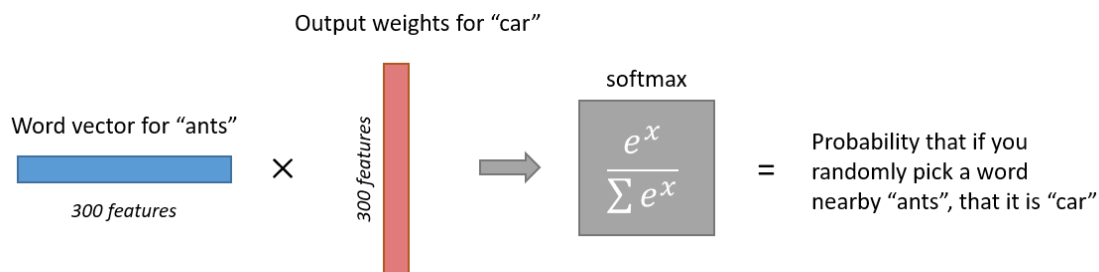 Output weights for “car”
softmax
Word vector for “ants”
300 features
×
300 features
e^x
∑ e^x
=
Probability that if you
randomly pick a word
nearby “ants”, that it is “car”